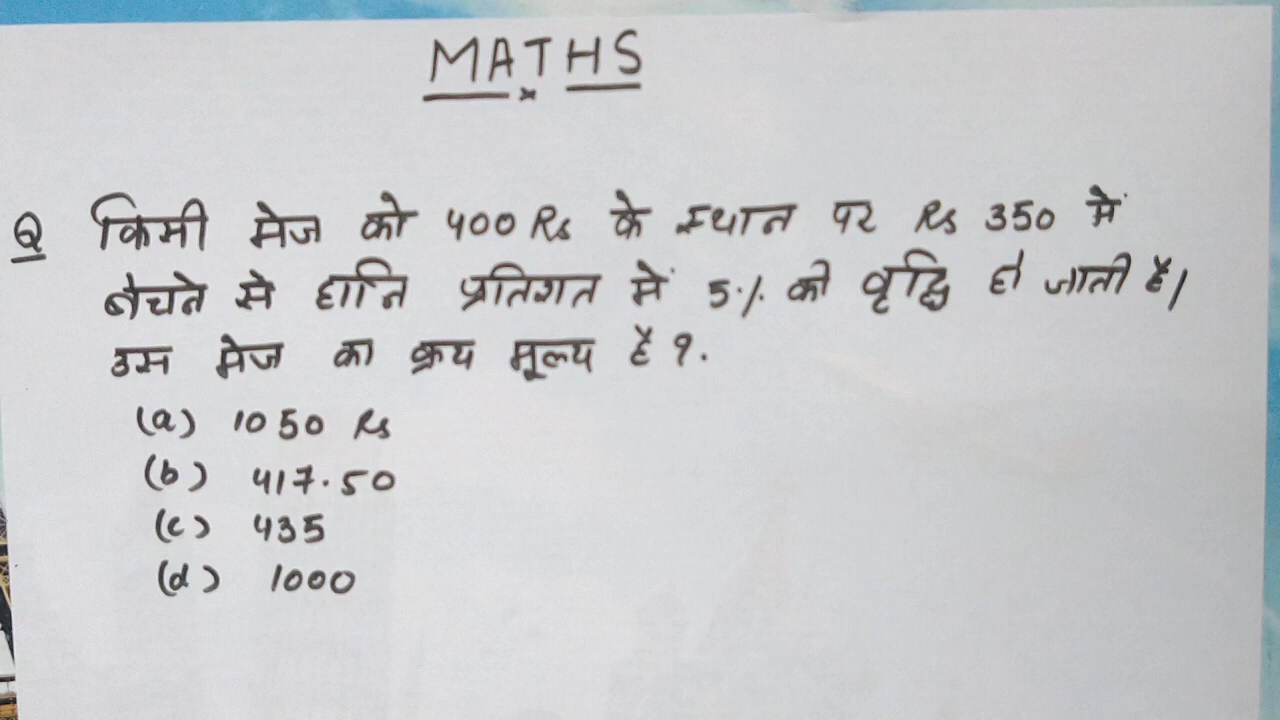 MATHS
Q किसी मेज को 400 Rs के स्थान पर Rs 350 में
बेचने से हानि प्रतिशत में 5% की वृद्धि हो जाती है।
उस मेज का क्रय मूल्य है ?.
(a) 1050 Rs
(b) 417.50
(c) 435
(d) 1000